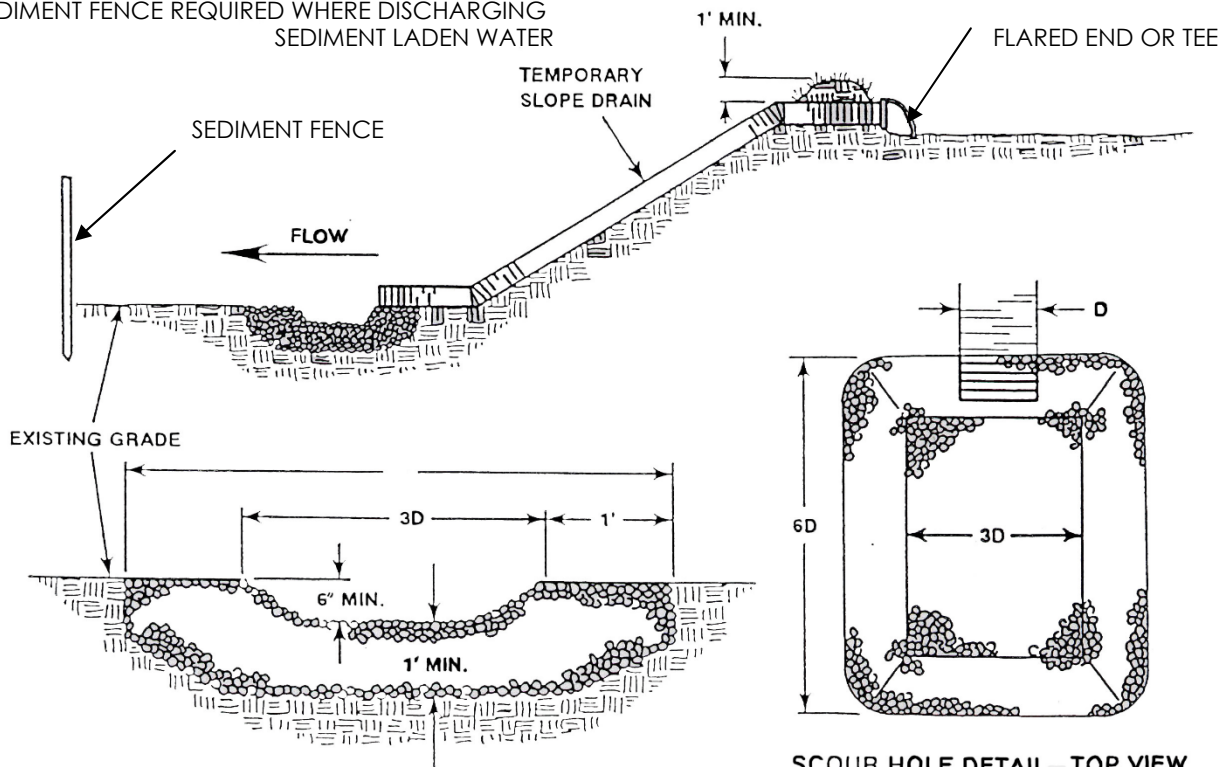 DIMENT FENCE REQUIRED WHERE DISCHARGING
SEDIMENT LADEN WATER
1' MIN.
FLARED END OR TEE
TEMPORARY
SLOPE DRAIN
SEDIMENT FENCE
FLOW
D
EXISTING GRADE
3D
1'
6D
3D
6" MIN.
1' MIN.
SCOUR HOLE DETAIL – TOP VIEW